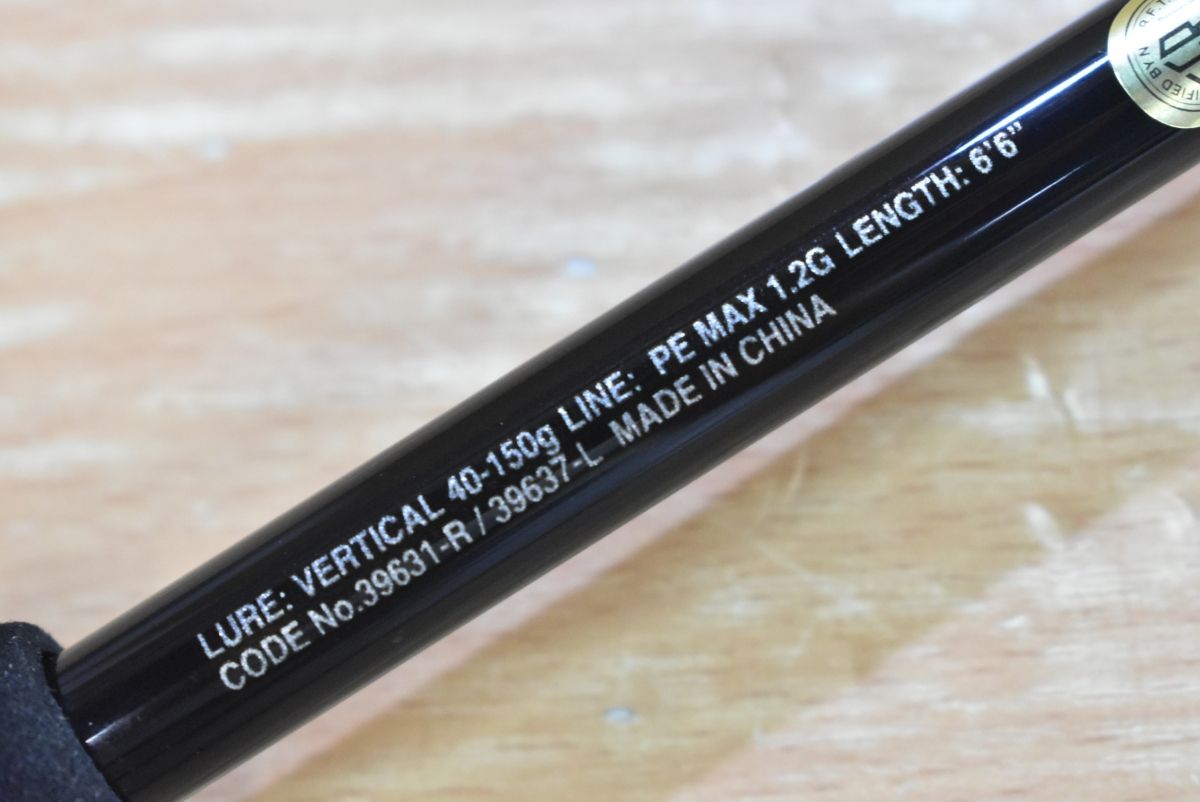 LURE: VERTICAL 40-150g LINE: PE MAX 1.2G LENGTH: 6'6"
CODE No.39631-R / 39637-L MADE IN CHINA